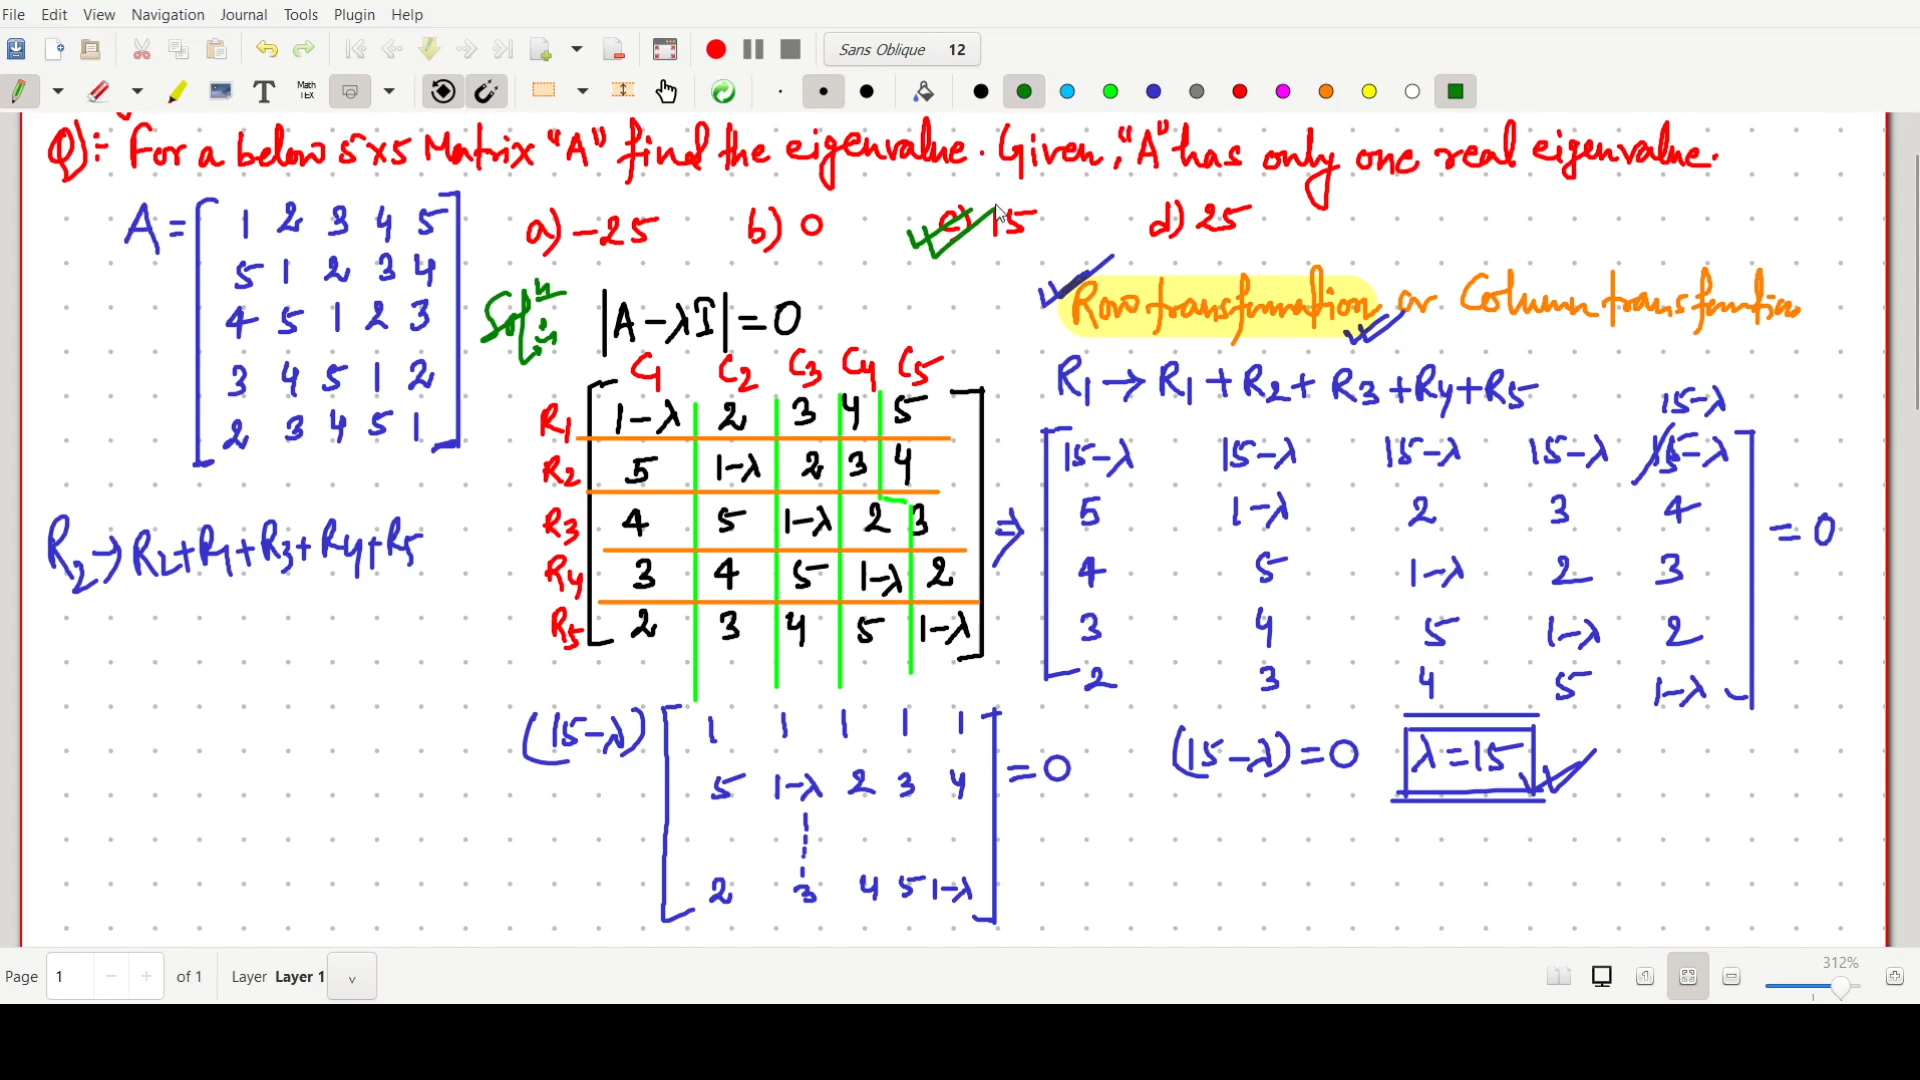 File Edit View Navigation Journal Tools Plugin Help
Sans Oblique 12
T Math TEX
Q):- For a below 5x5 Matrix "A" find the eigenvalue. Given, "A" has only one real eigenvalue.
A = [ 1 2 3 4 5
5 1 2 3 4
4 5 1 2 3
3 4 5 1 2
2 3 4 5 1 ]
a) -25 b) 0 c) 15 d) 25
Soln:
|A - λI| = 0
Row transformation or Column transformation
R1 → R1 + R2 + R3 + R4 + R5
R2 → R2 + R1 + R3 + R4 + R5
C1 C2 C3 C4 C5
R1 [ 1-λ 2 3 4 5
R2 5 1-λ 2 3 4
R3 4 5 1-λ 2 3
R4 3 4 5 1-λ 2
R5 2 3 4 5 1-λ ]
⇒
15-λ
[ 15-λ 15-λ 15-λ 15-λ 15-λ
5 1-λ 2 3 4
4 5 1-λ 2 3
3 4 5 1-λ 2
2 3 4 5 1-λ ] = 0
(15-λ) [ 1 1 1 1 1
5 1-λ 2 3 4
2 3 4 5 1-λ ] = 0
(15-λ) = 0 λ = 15
Page 1 of 1 Layer Layer 1
312%